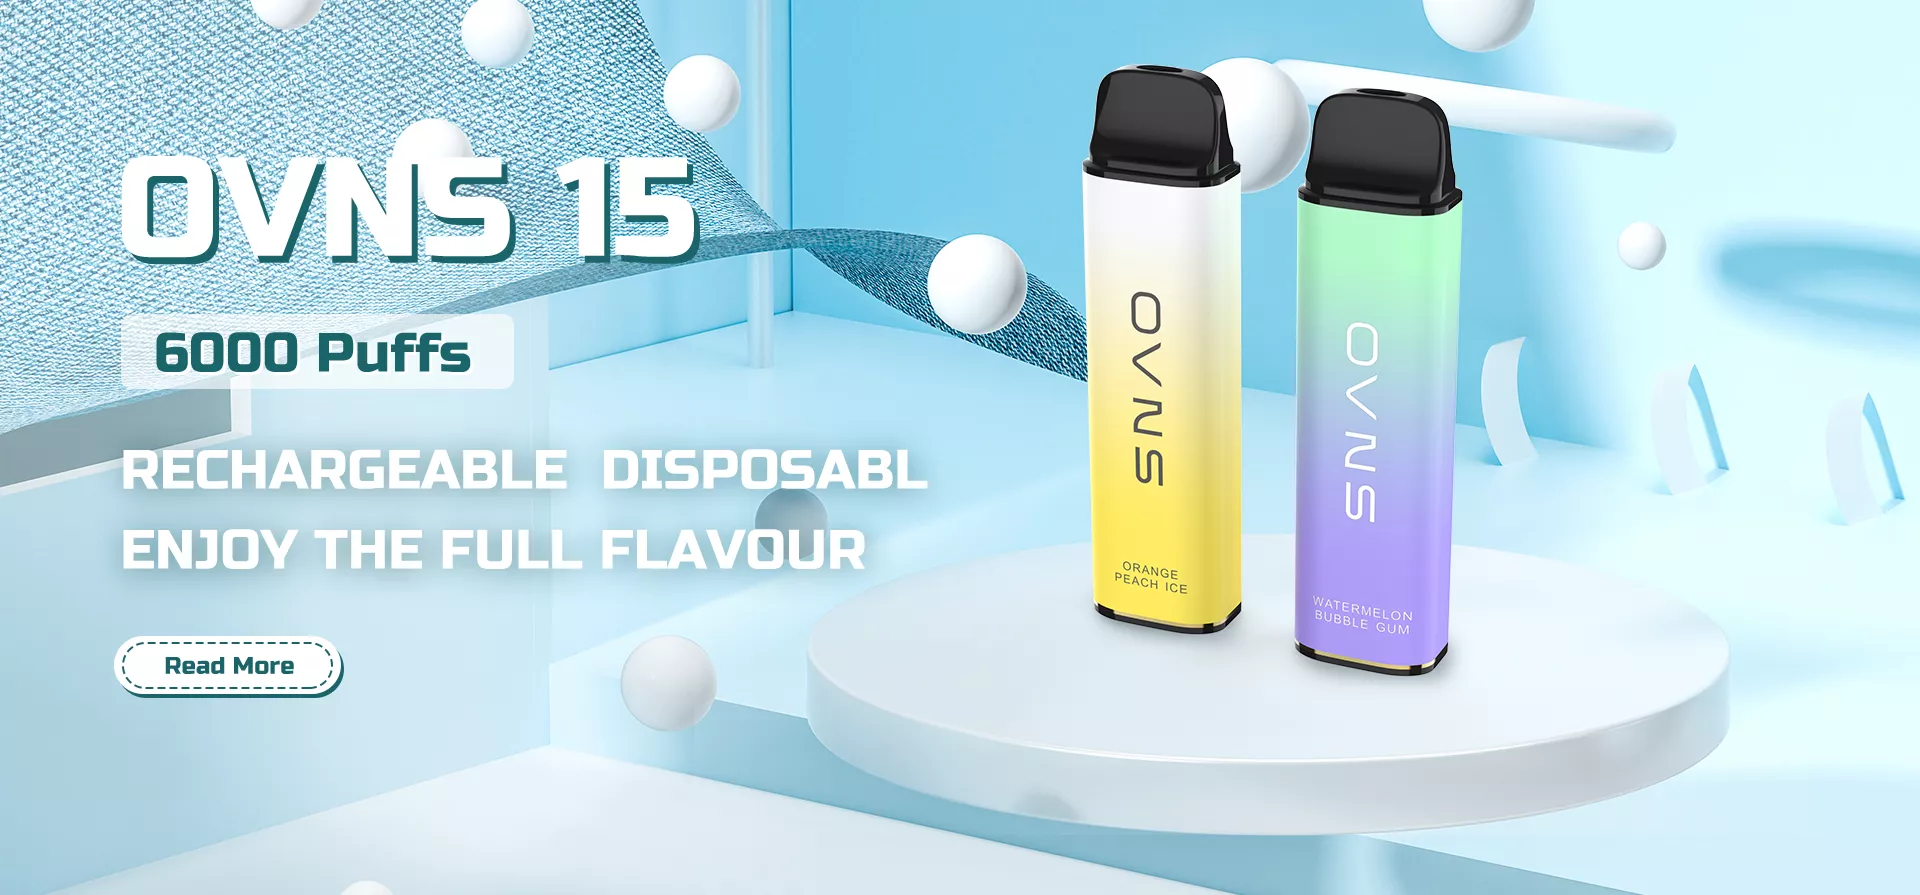 OVNS 15
6000 Puffs
RECHARGEABLE DISPOSABL
ENJOY THE FULL FLAVOUR
Read More
OVNS
ORANGE
PEACH ICE
OVNS
WATERMELON
BUBBLE GUM